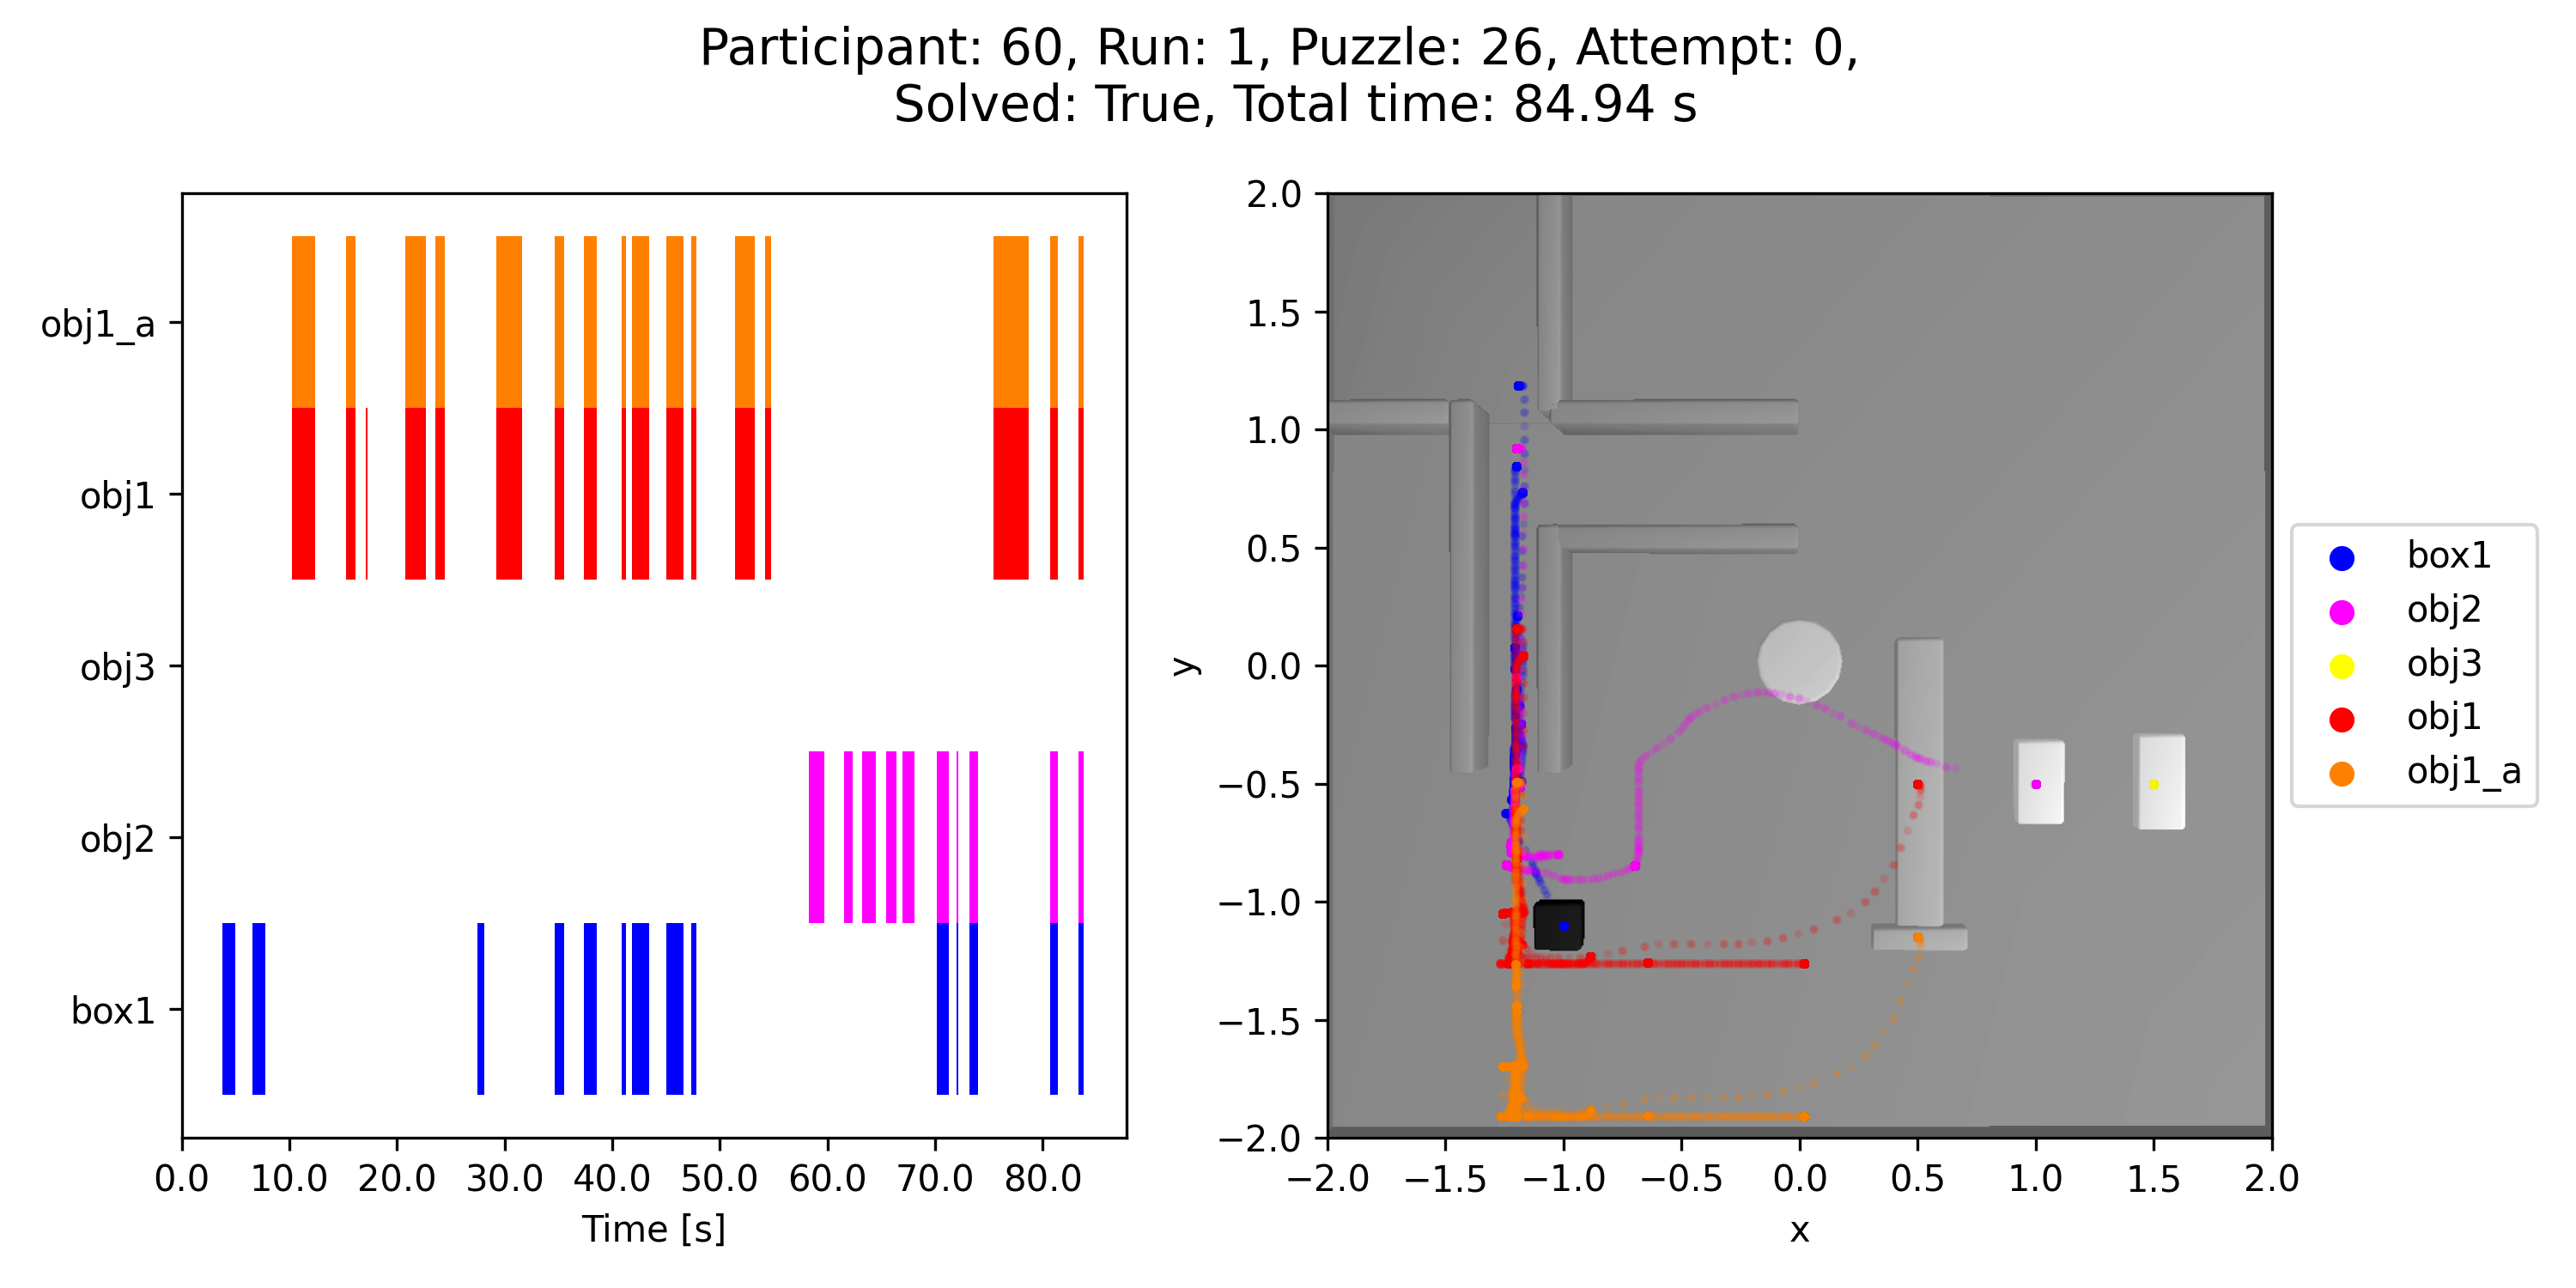 Participant: 60, Run: 1, Puzzle: 26, Attempt: 0,
Solved: True, Total time: 84.94 s
obj1_a
obj1
obj3
obj2
box1
0.0 10.0 20.0 30.0 40.0 50.0 60.0 70.0 80.0
Time [s]
2.0
1.5
1.0
0.5
0.0
−0.5
−1.0
−1.5
−2.0
y
−2.0 −1.5 −1.0 −0.5 0.0 0.5 1.0 1.5 2.0
x
box1
obj2
obj3
obj1
obj1_a